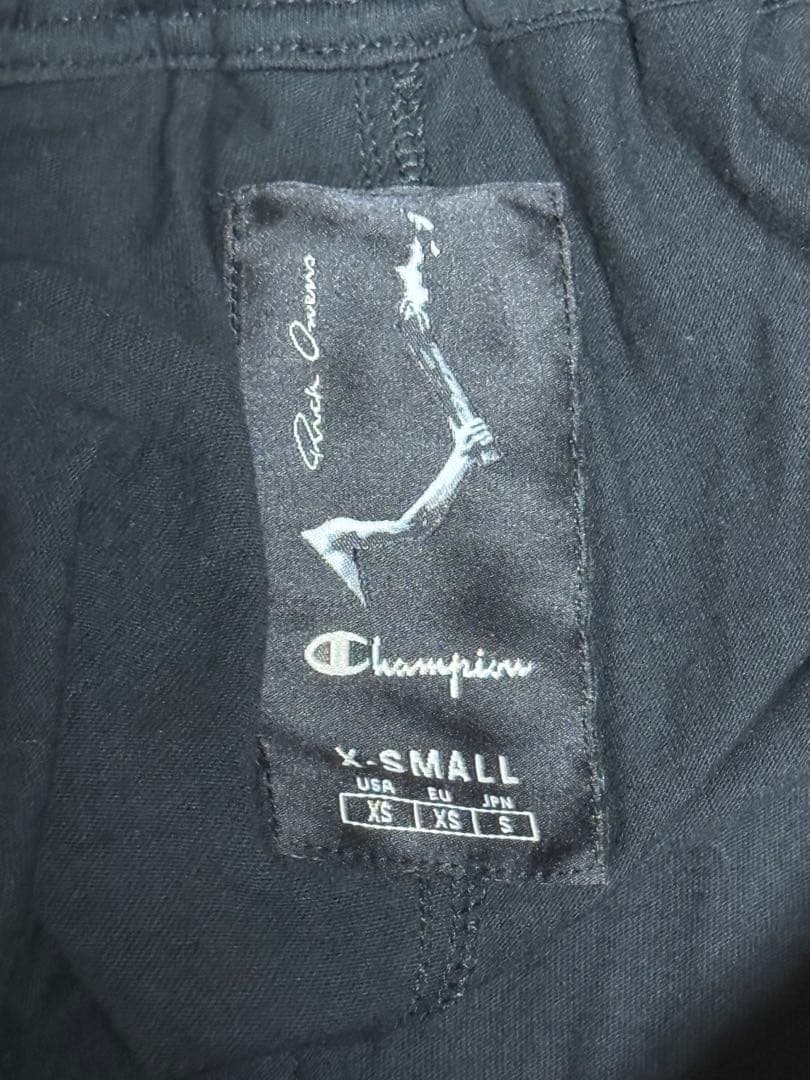 Rick Owens
Champion
X-SMALL
USA EU JPN
XS XS S